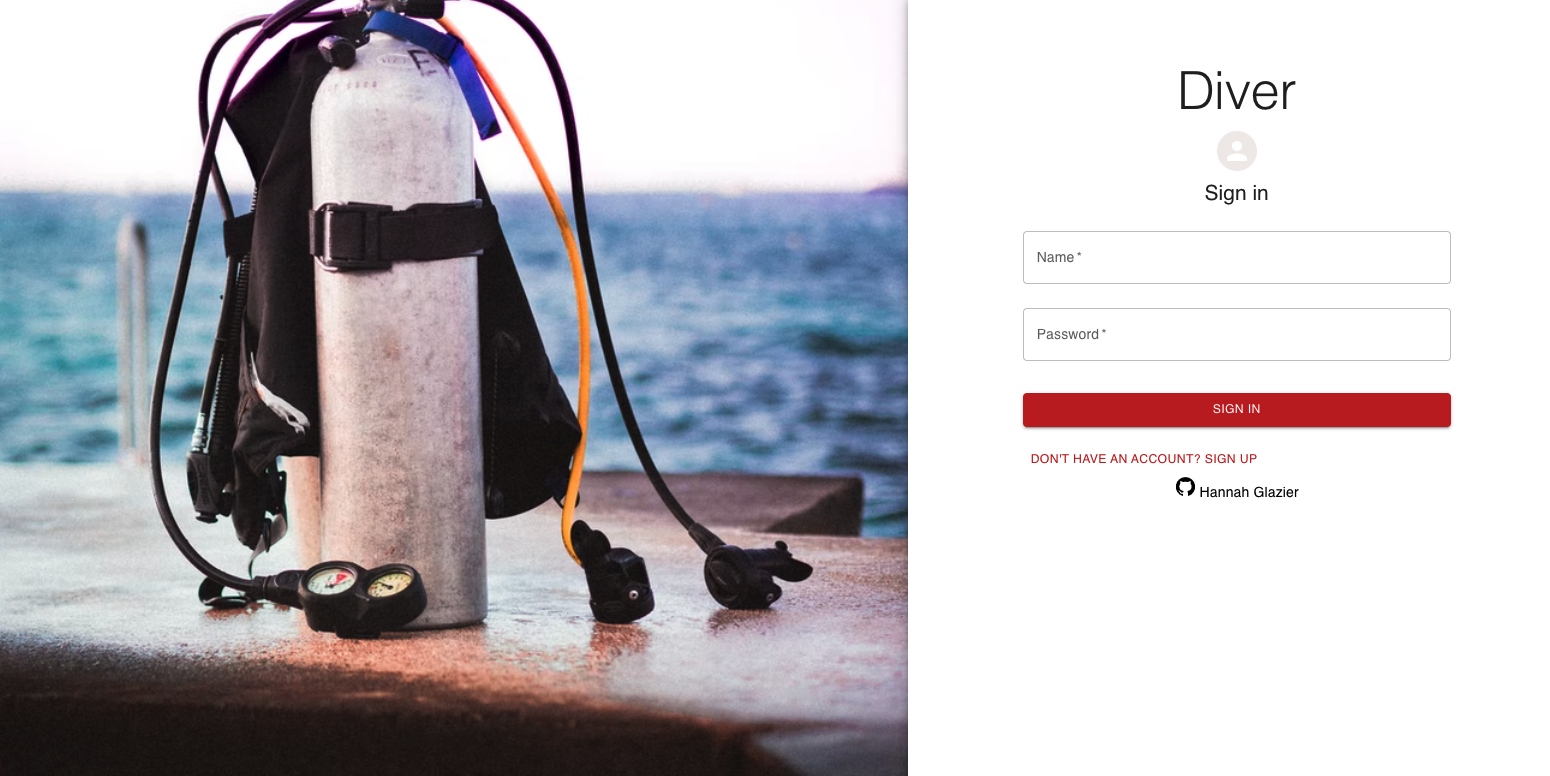 Diver
Sign in
Name *
Password *
SIGN IN
DON'T HAVE AN ACCOUNT? SIGN UP
Hannah Glazier